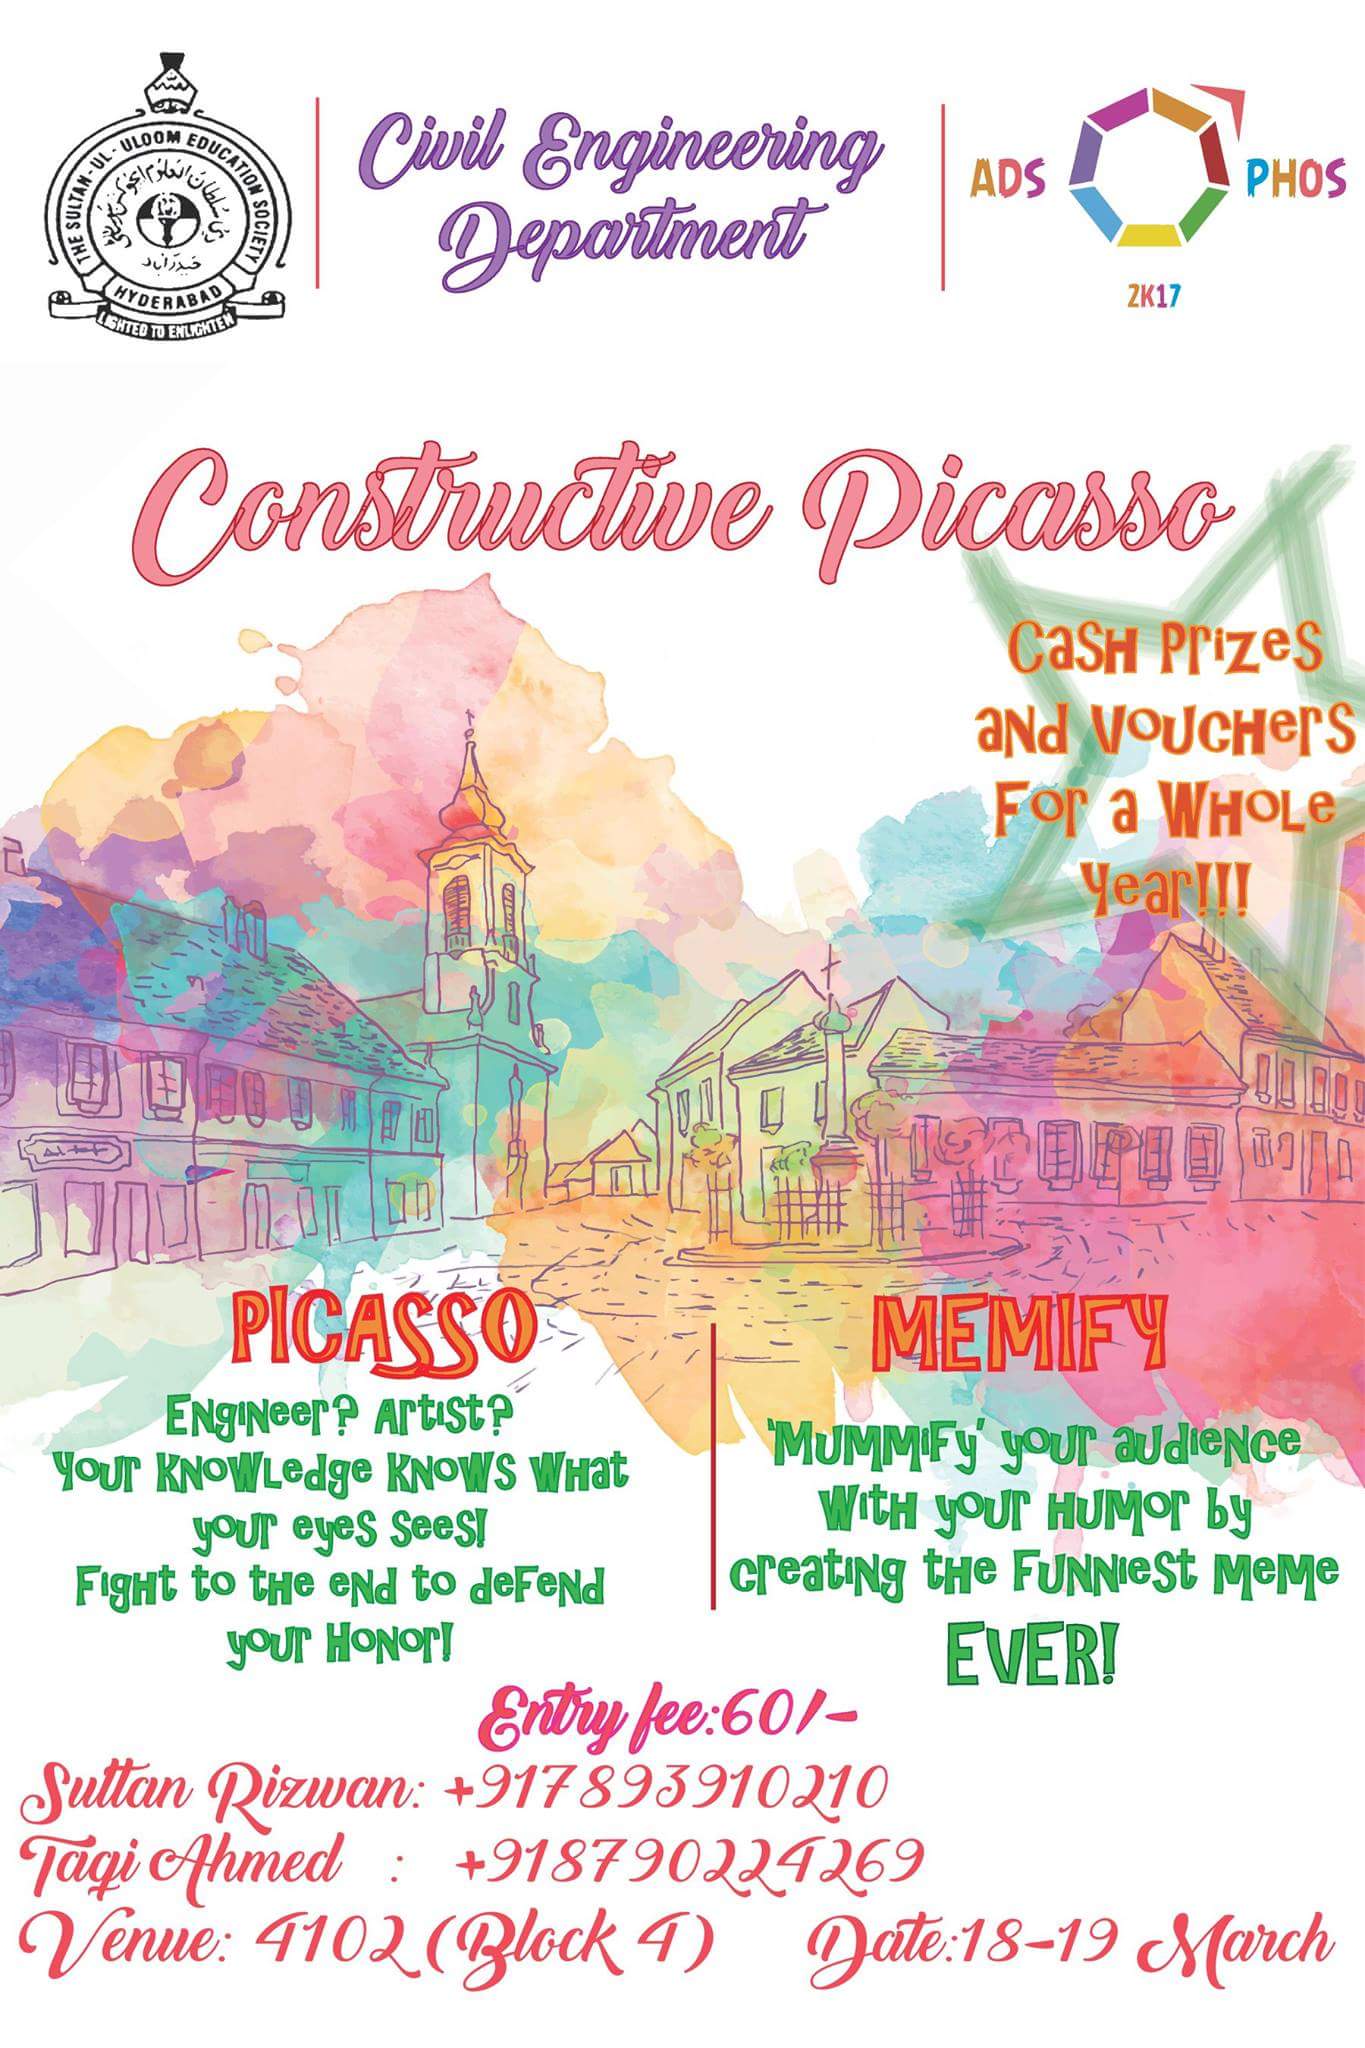 THE SULTAN-UL-ULOOM EDUCATION SOCIETY
حیدرآباد
HYDERABAD
LIGHTED TO ENLIGHTEN
Civil Engineering
Department
ADS PHOS
2K17
Constructive Picasso
Cash Prizes
and Vouchers
For a Whole
Year!!!
PICASSO
Engineer? Artist?
Your Knowledge Knows What
your eyes sees!
Fight to the end to defend
your Honor!
MEMIFY
'Mummify' your audience
With your Humor by
creating the Funniest Meme
EVER!
Entry fee:60/-
Sultan Rizwan: +917893910210
Taqi Ahmed : +918790224269
Venue: 4102 (Block 4) Date:18-19 March